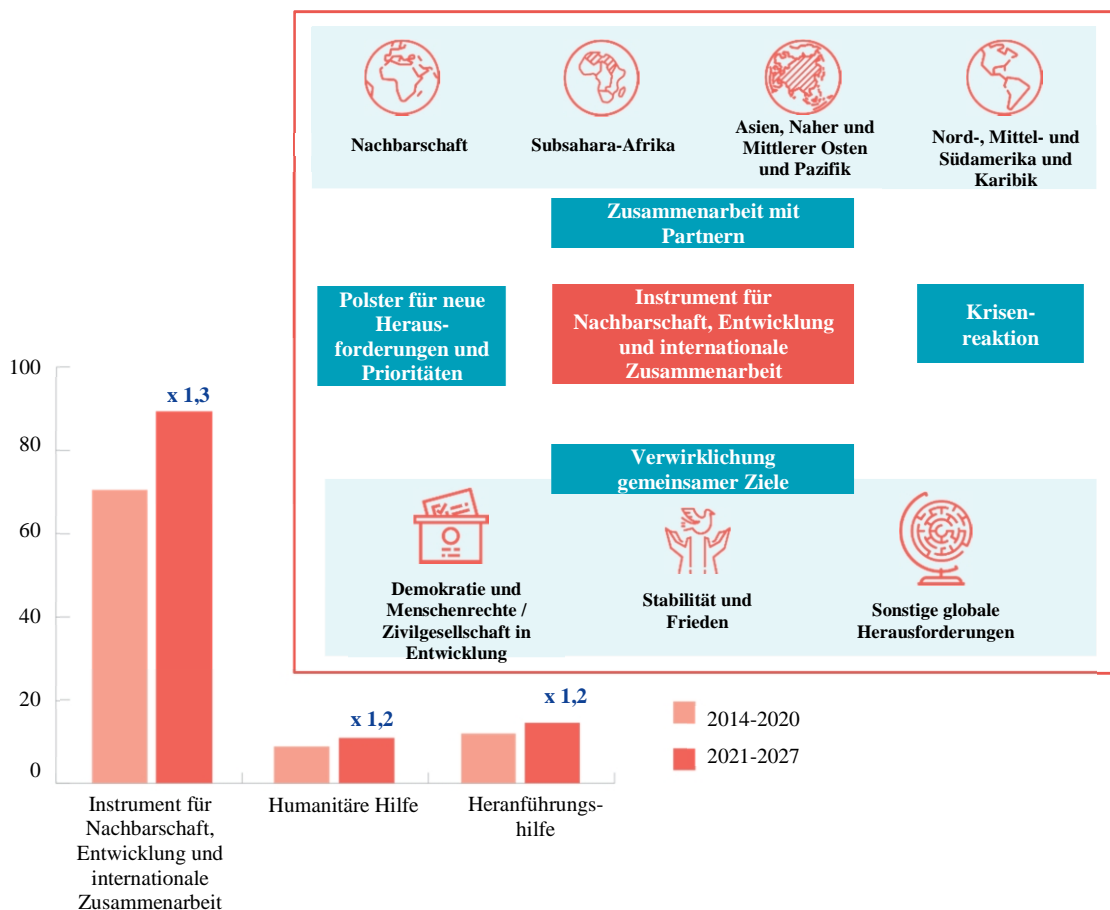 Nachbarschaft
Subsahara-Afrika
Asien, Naher und
Mittlerer Osten
und Pazifik
Nord-, Mittel- und
Südamerika und
Karibik
Zusammenarbeit mit
Partnern
Polster für neue
Heraus-
forderungen und
Prioritäten
Instrument für
Nachbarschaft, Entwicklung
und internationale
Zusammenarbeit
Krisen-
reaktion
Verwirklichung
gemeinsamer Ziele
Demokratie und
Menschenrechte /
Zivilgesellschaft in
Entwicklung
Stabilität und
Frieden
Sonstige globale
Herausforderungen
100
80
60
40
20
0
x 1,3
x 1,2
x 1,2
2014-2020
2021-2027
Instrument für
Nachbarschaft,
Entwicklung und
internationale
Zusammenarbeit
Humanitäre Hilfe
Heranführungs-
hilfe